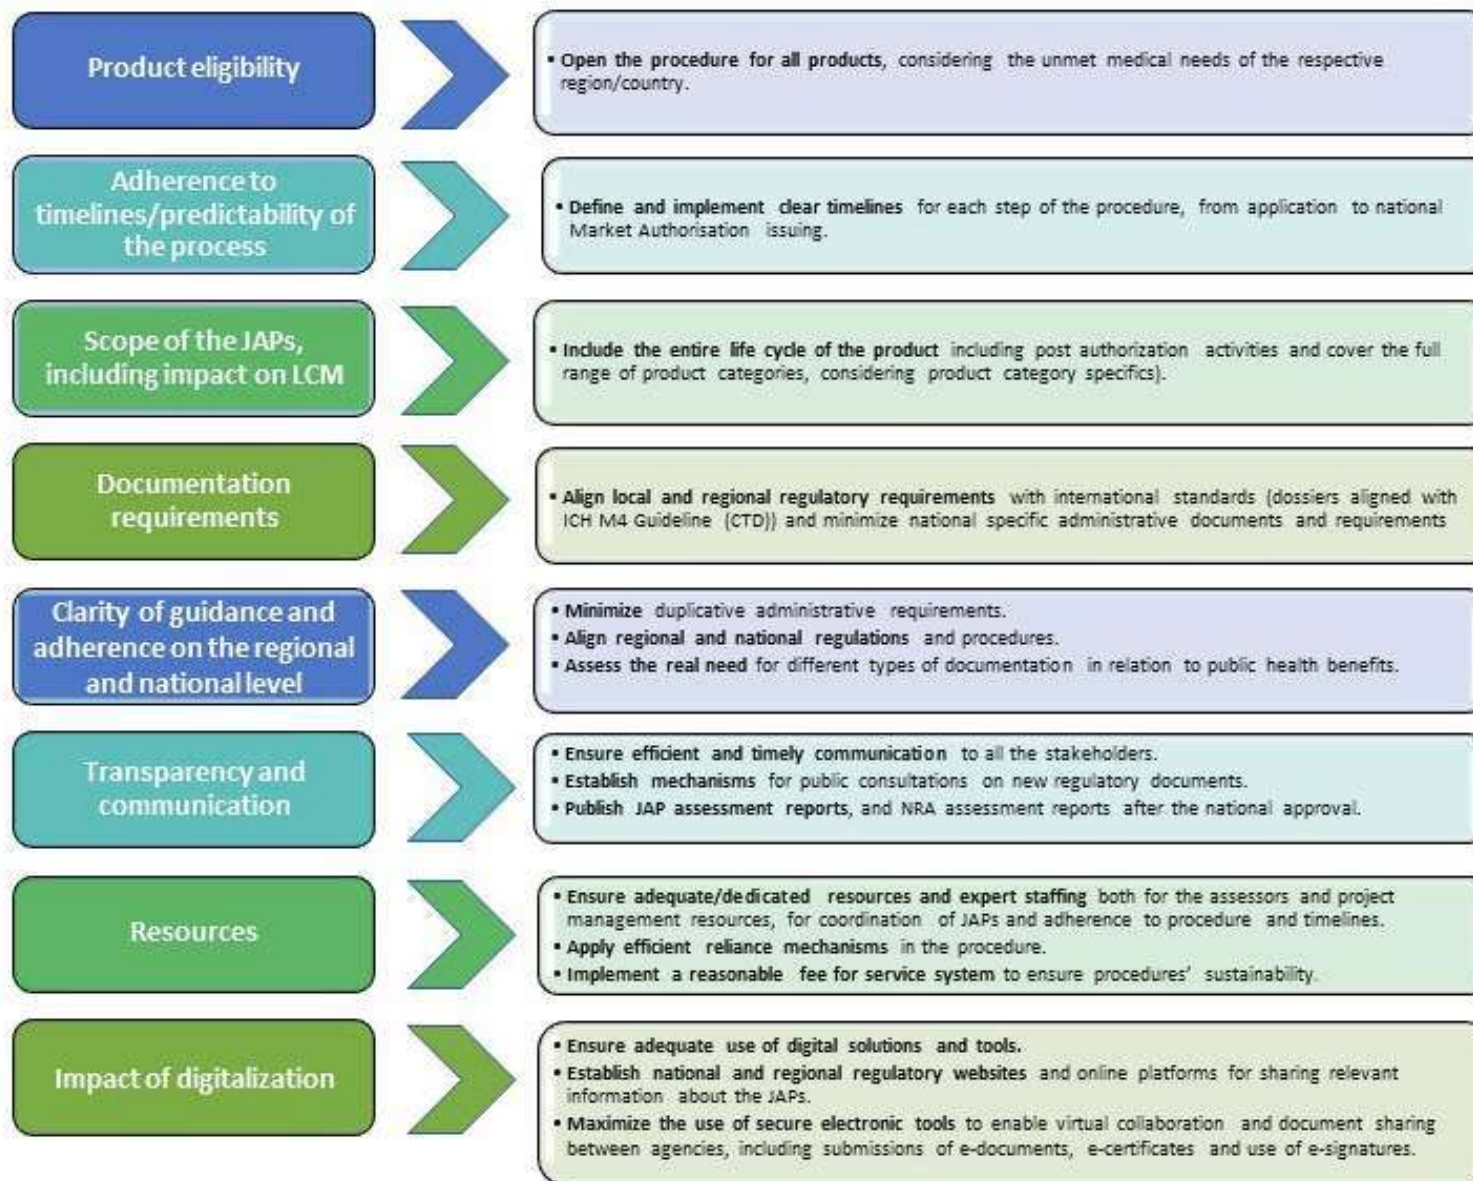 Product eligibility
▪ Open the procedure for all products, considering the unmet medical needs of the respective
region/country.
Adherence to
timelines/predictability of
the process
▪ Define and implement clear timelines for each step of the procedure, from application to national
Market Authorisation issuing.
Scope of the JAPs,
including impact on LCM
▪ Include the entire life cycle of the product including post authorization activities and cover the full
range of product categories, considering product category specifics).
Documentation
requirements
▪ Align local and regional regulatory requirements with international standards (dossiers aligned with
ICH M4 Guideline (CTD)) and minimize national specific administrative documents and requirements
Clarity of guidance and
adherence on the regional
and national level
▪ Minimize duplicative administrative requirements.
▪ Align regional and national regulations and procedures.
▪ Assess the real need for different types of documentation in relation to public health benefits.
Transparency and
communication
▪ Ensure efficient and timely communication to all the stakeholders.
▪ Establish mechanisms for public consultations on new regulatory documents.
▪ Publish JAP assessment reports, and NRA assessment reports after the national approval.
Resources
▪ Ensure adequate/dedicated resources and expert staffing both for the assessors and project
management resources, for coordination of JAPs and adherence to procedure and timelines.
▪ Apply efficient reliance mechanisms in the procedure.
▪ Implement a reasonable fee for service system to ensure procedures' sustainability.
Impact of digitalization
▪ Ensure adequate use of digital solutions and tools.
▪ Establish national and regional regulatory websites and online platforms for sharing relevant
information about the JAPs.
▪ Maximize the use of secure electronic tools to enable virtual collaboration and document sharing
between agencies, including submissions of e-documents, e-certificates and use of e-signatures.